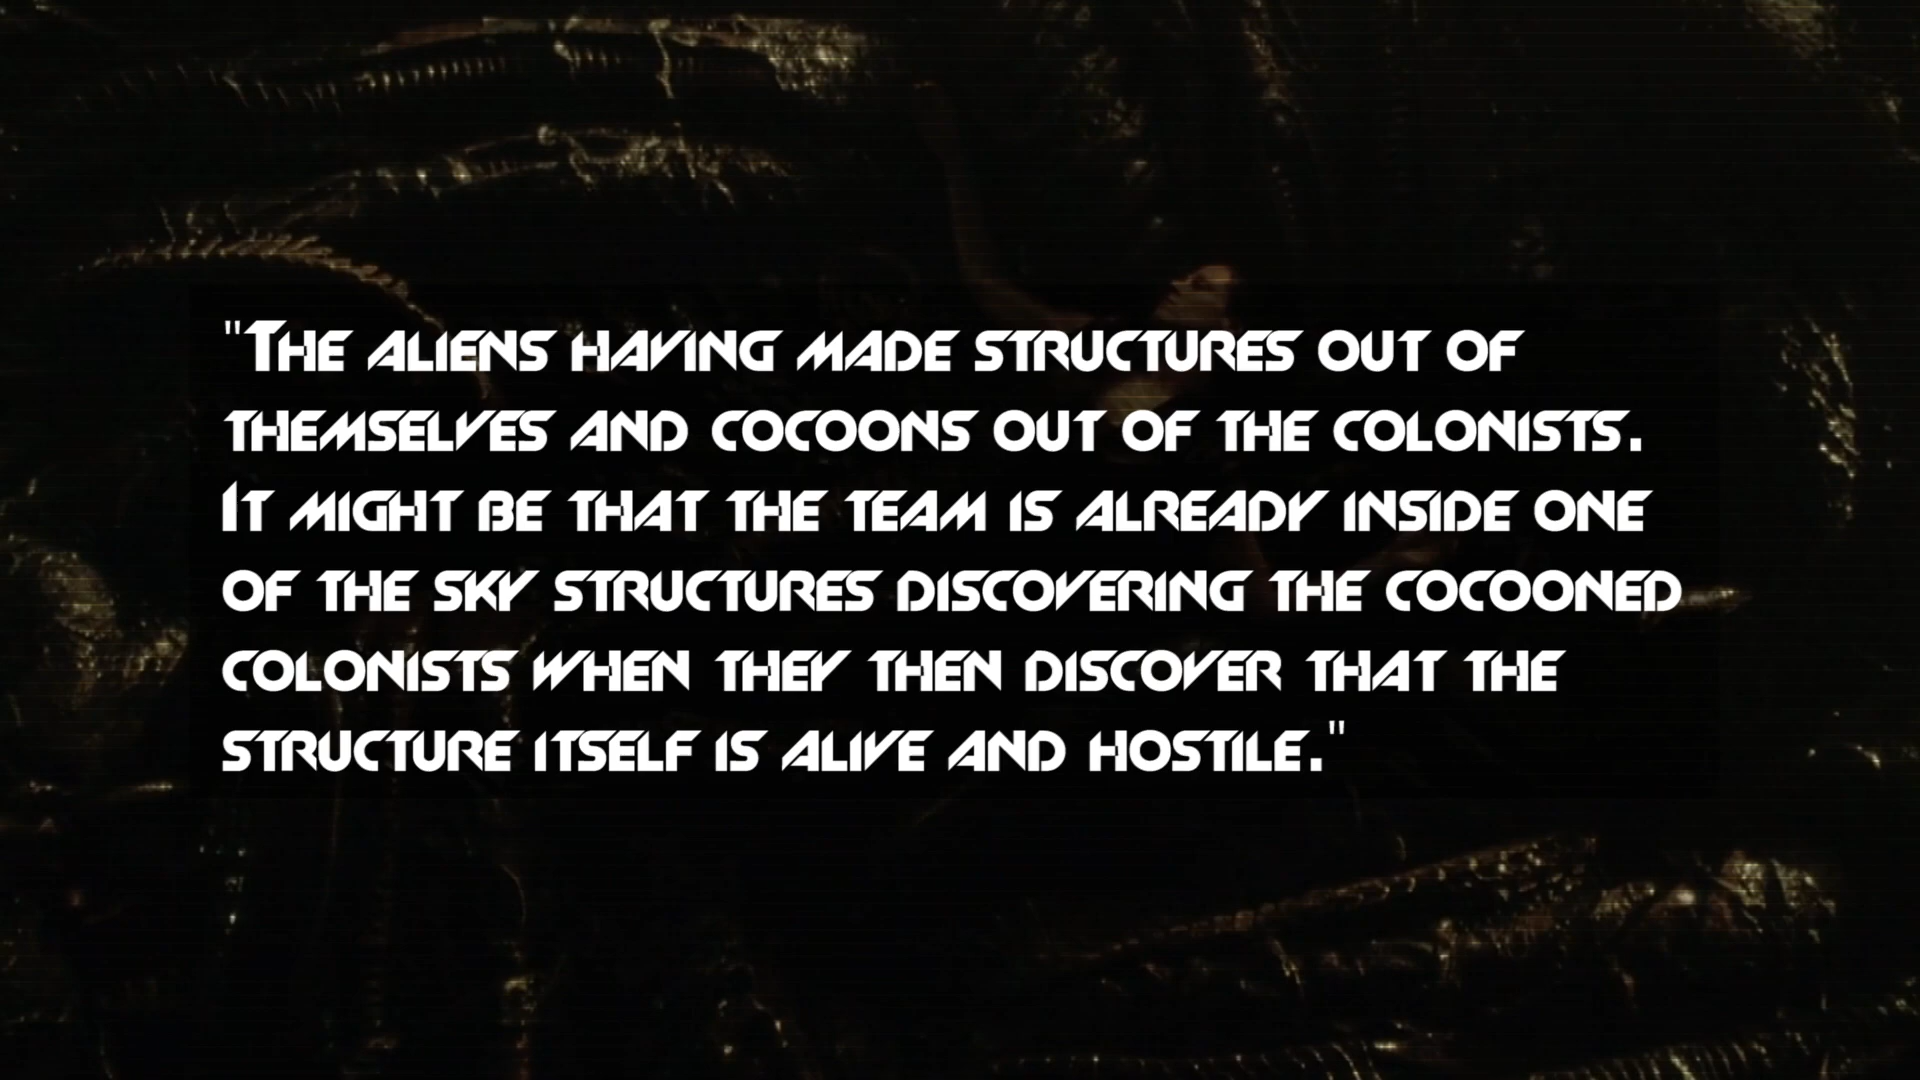 "The aliens having made structures out of
themselves and cocoons out of the colonists.
It might be that the team is already inside one
of the sky structures discovering the cocooned
colonists when they then discover that the
structure itself is alive and hostile."